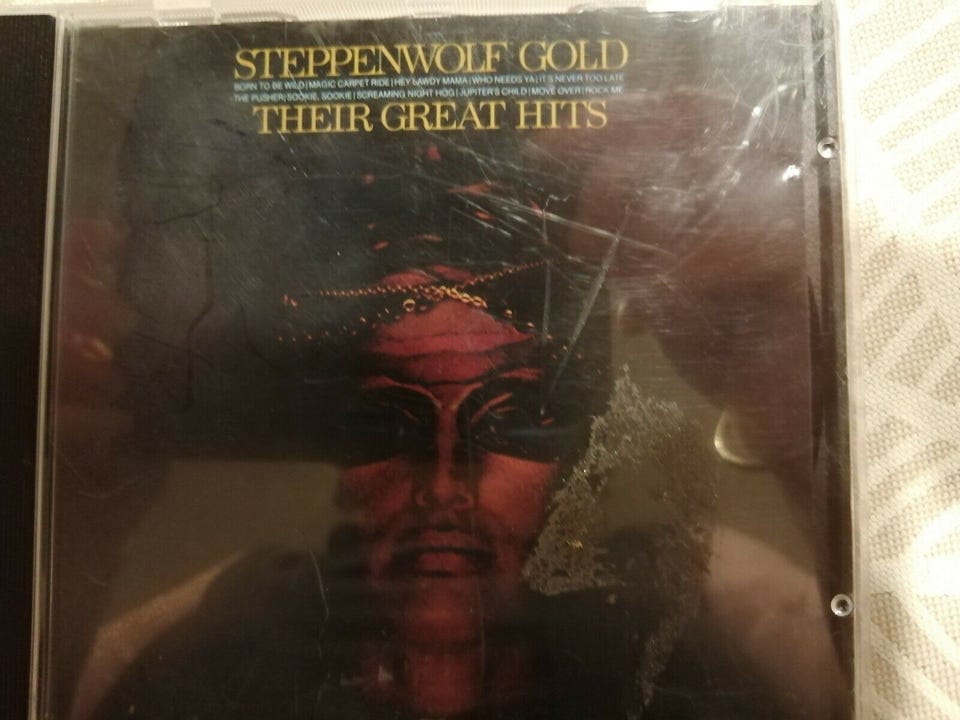 STEPPENWOLF GOLD
BORN TO BE WILD | MAGIC CARPET RIDE | HEY LAWDY MAMA | WHO NEEDS YA | IT'S NEVER TOO LATE
THE PUSHER | SOOKIE, SOOKIE | SCREAMING NIGHT HOG | JUPITER'S CHILD | MOVE OVER | ROCK ME
THEIR GREAT HITS